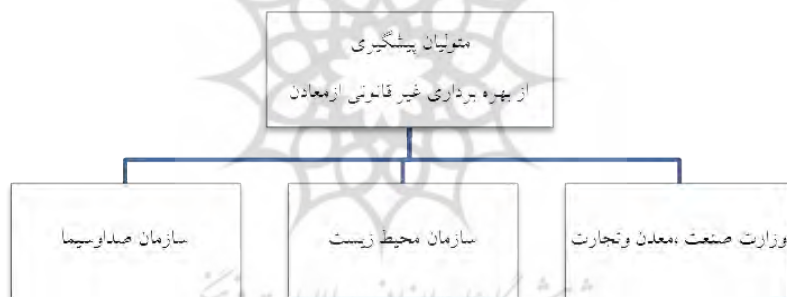 متولیان پیشگیری
از بهره برداری غیر قانونی ازمعادن
وزارت صنعت ،معدن وتجارت
سازمان محیط زیست
سازمان صداوسیما